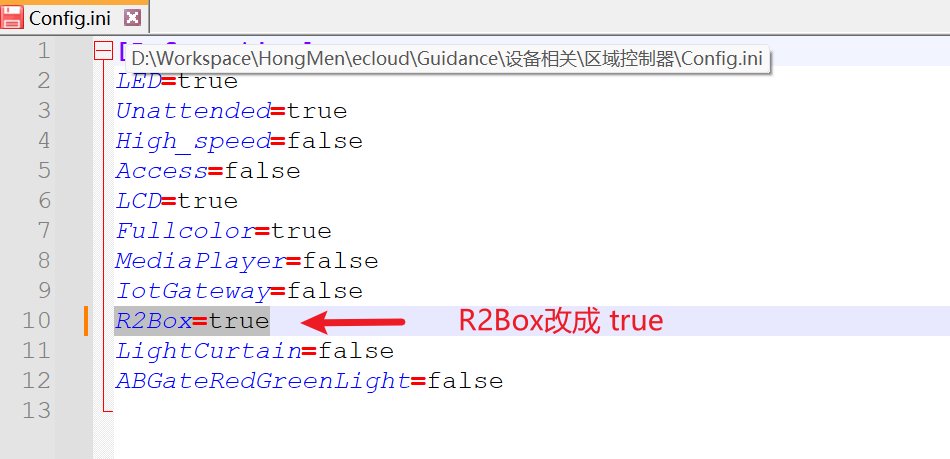 Config.ini
1
D:\Workspace\HongMen\ecloud\Guidance\设备相关\区域控制器\Config.ini
2 LED=true
3 Unattended=true
4 High_speed=false
5 Access=false
6 LCD=true
7 Fullcolor=true
8 MediaPlayer=false
9 IotGateway=false
10 R2Box=true R2Box改成 true
11 LightCurtain=false
12 ABGateRedGreenLight=false
13